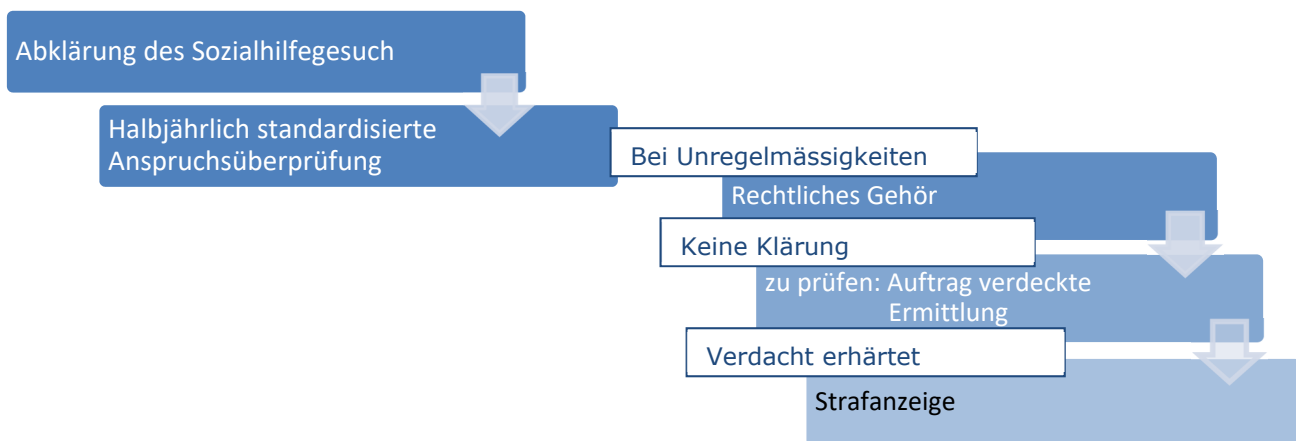 Abklärung des Sozialhilfegesuch
Halbjährlich standardisierte
Anspruchsüberprüfung
Bei Unregelmässigkeiten
Rechtliches Gehör
Keine Klärung
zu prüfen: Auftrag verdeckte
Ermittlung
Verdacht erhärtet
Strafanzeige